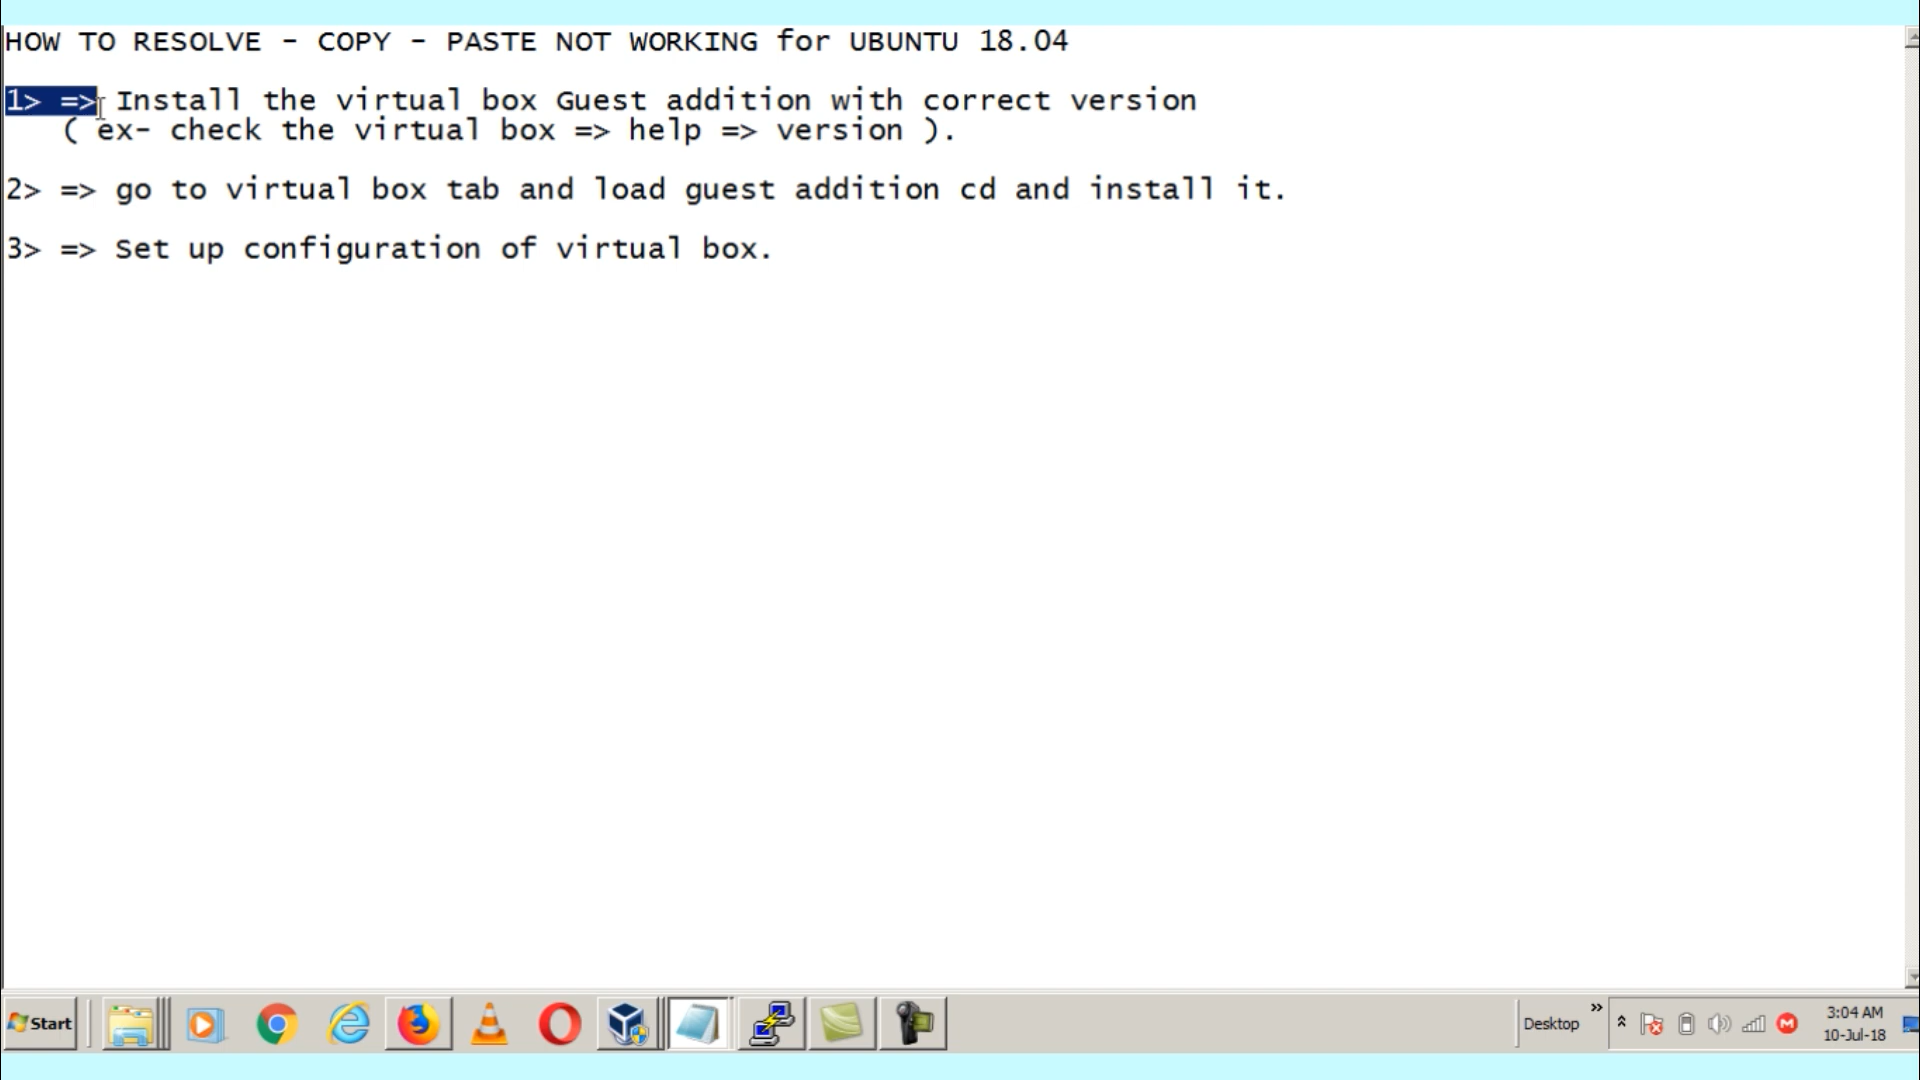 HOW TO RESOLVE - COPY - PASTE NOT WORKING for UBUNTU 18.04
1> => Install the virtual box Guest addition with correct version
( ex- check the virtual box => help => version ).
2> => go to virtual box tab and load guest addition cd and install it.
3> => Set up configuration of virtual box.
Start
Desktop
3:04 AM
10-Jul-18